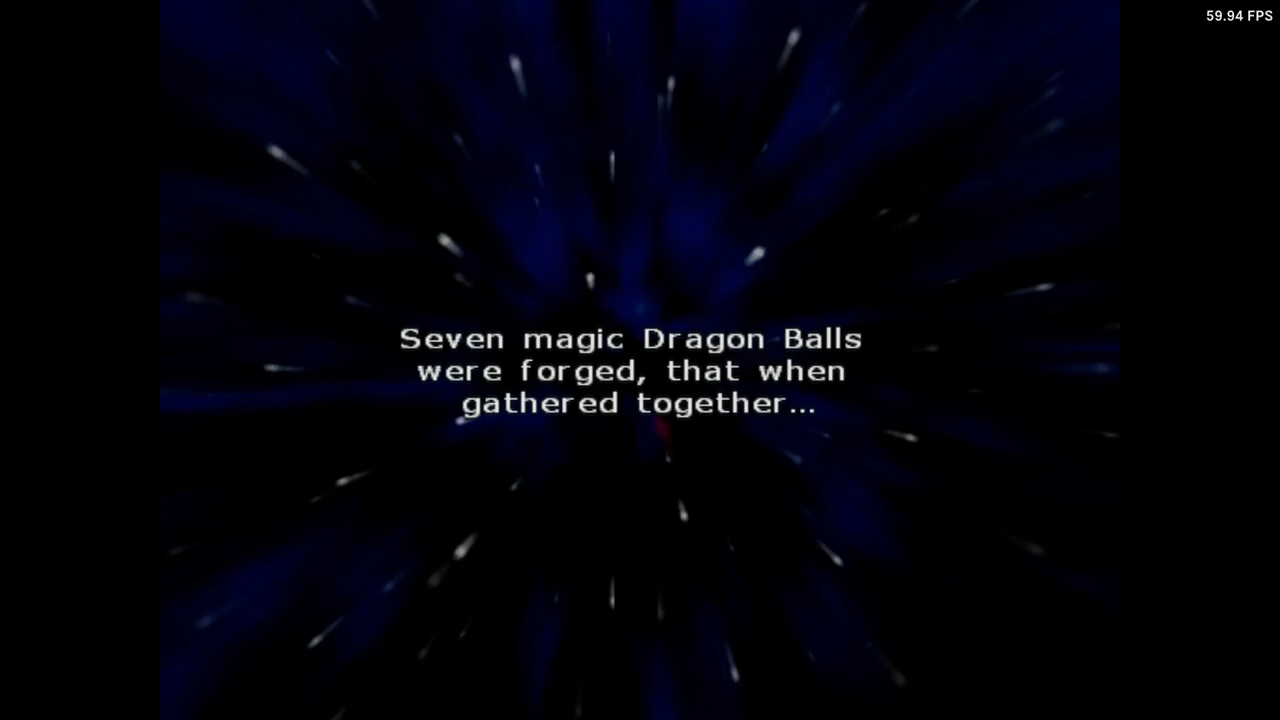 59.94 FPS
Seven magic Dragon Balls
were forged, that when
gathered together...